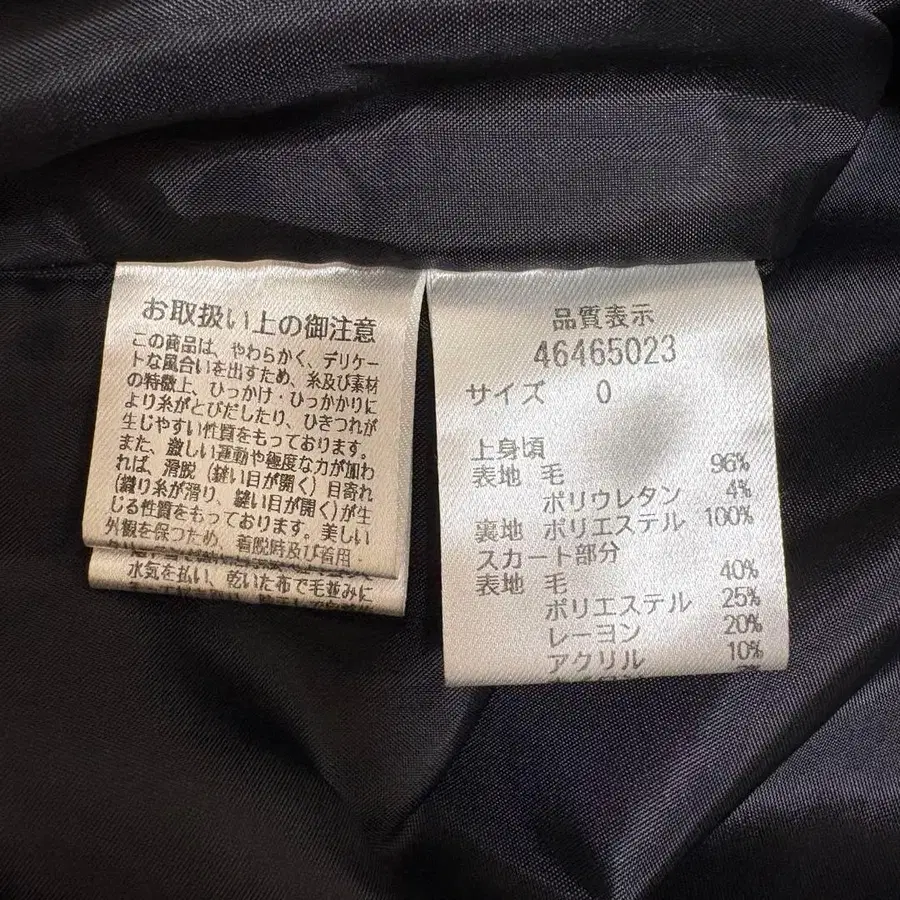 お取扱い上の御注意
この商品は、やわらかく、デリケー
トな風合いを出すため、糸及び素材
の特徴上、ひっかけ・ひっかかりに
より糸がとびだしたり、ひきつれが
生じやすい性質をもっております。
また、激しい運動や極度な力が加わ
れば、滑脱(縫い目が開く)目寄れ
(織り糸が滑り、縫い目が開く)が生
じる性質をもっております。美しい
外観を保つため、着脱時及び着用
水気を払い、乾いた布で毛並みに
品質表示
46465023
サイズ 0
上身頃
表地 毛 96%
ポリウレタン 4%
裏地 ポリエステル 100%
スカート部分
表地 毛 40%
ポリエステル 25%
レーヨン 20%
アクリル 10%